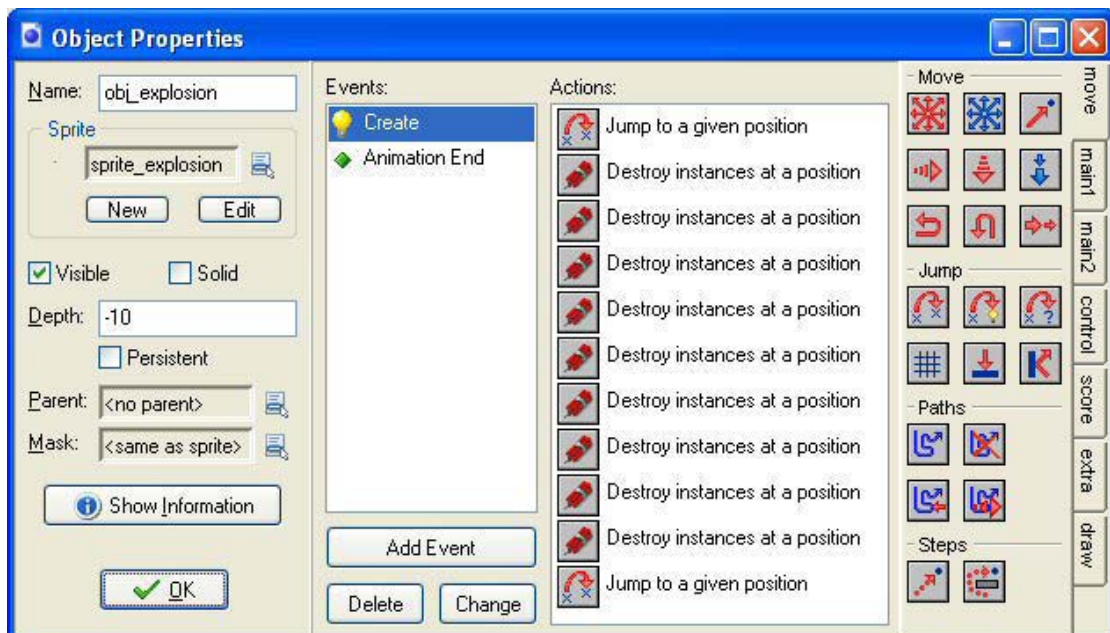 Object Properties
Name: obj_explosion
Sprite
sprite_explosion
New Edit
Visible Solid
Depth: -10
Persistent
Parent: <no parent>
Mask: <same as sprite>
Show Information
OK
Events:
Create
Animation End
Add Event
Delete Change
Actions:
Jump to a given position
Destroy instances at a position
Destroy instances at a position
Destroy instances at a position
Destroy instances at a position
Destroy instances at a position
Destroy instances at a position
Destroy instances at a position
Destroy instances at a position
Destroy instances at a position
Jump to a given position
Move
Jump
Paths
Steps
move
main1
main2
control
score
extra
draw